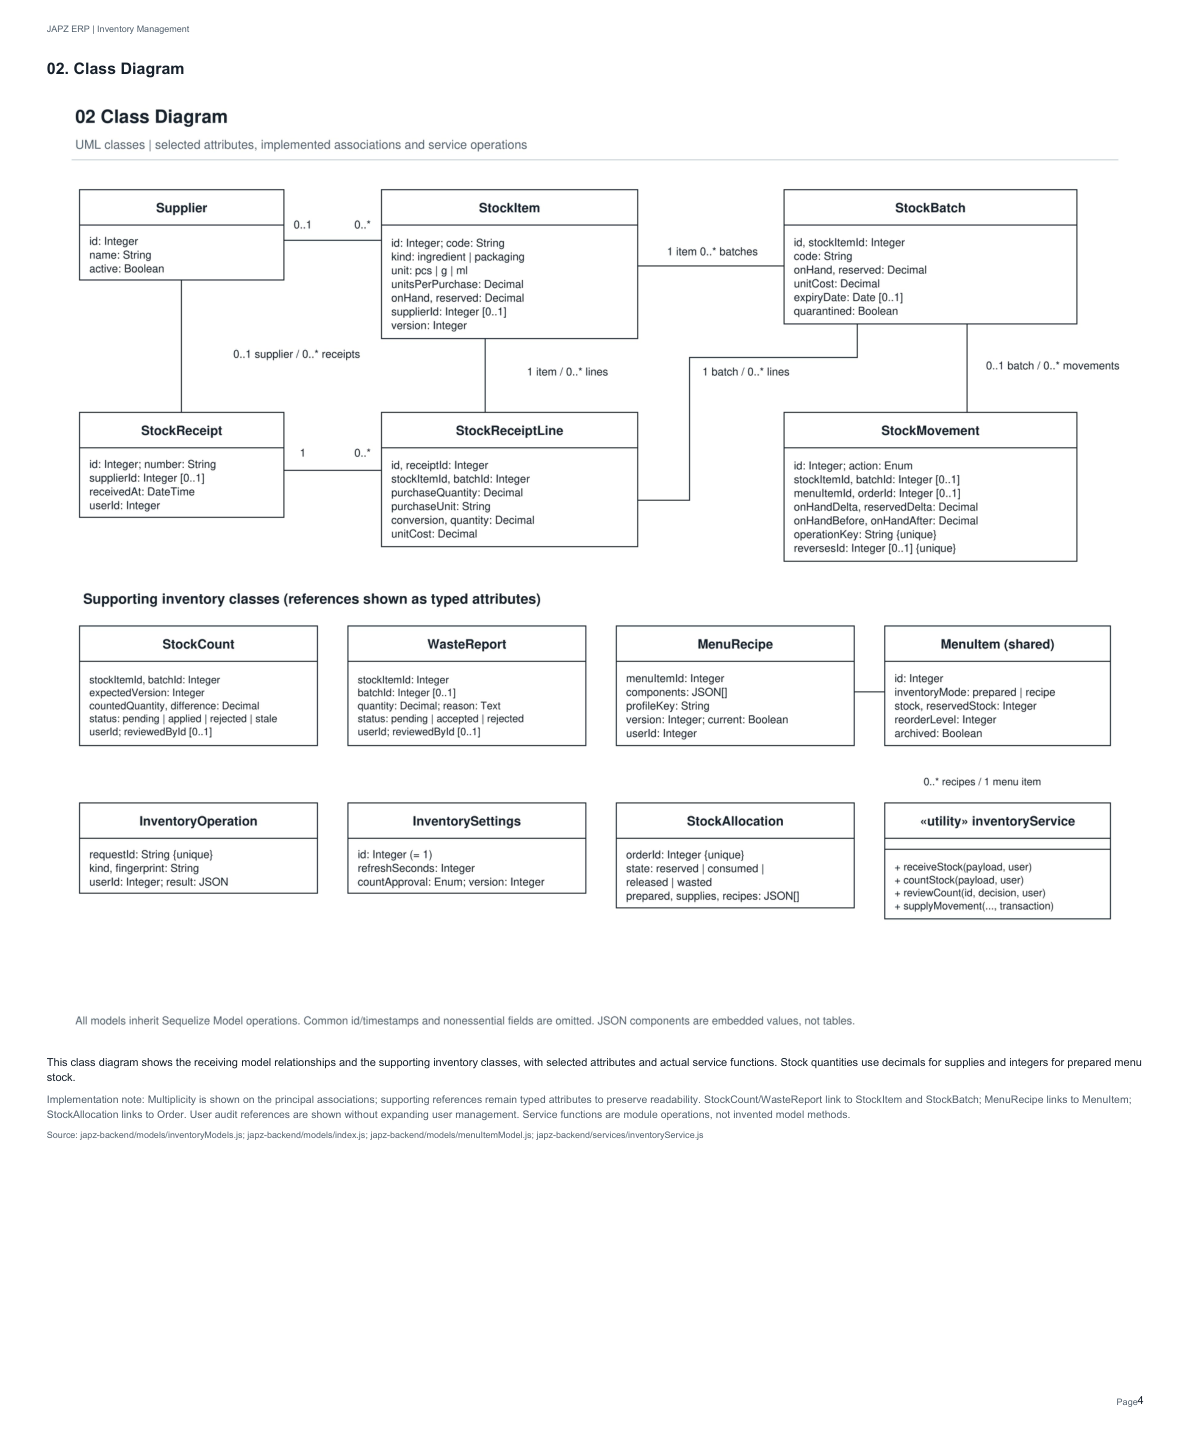 JAPZ ERP | Inventory Management
02. Class Diagram
02 Class Diagram
UML classes | selected attributes, implemented associations and service operations
Supplier
id: Integer
name: String
active: Boolean
0..1
0..*
StockItem
id: Integer; code: String
kind: ingredient | packaging
unit: pcs | g | ml
unitsPerPurchase: Decimal
onHand, reserved: Decimal
supplierId: Integer [0..1]
version: Integer
1 item 0..* batches
StockBatch
id, stockItemId: Integer
code: String
onHand, reserved: Decimal
unitCost: Decimal
expiryDate: Date [0..1]
quarantined: Boolean
0..1 supplier / 0..* receipts
1 item / 0..* lines
1 batch / 0..* lines
0..1 batch / 0..* movements
StockReceipt
id: Integer; number: String
supplierId: Integer [0..1]
receivedAt: DateTime
userId: Integer
1
0..*
StockReceiptLine
id, receiptId: Integer
stockItemId, batchId: Integer
purchaseQuantity: Decimal
purchaseUnit: String
conversion, quantity: Decimal
unitCost: Decimal
StockMovement
id: Integer; action: Enum
stockItemId, batchId: Integer [0..1]
menuItemId, orderId: Integer [0..1]
onHandDelta, reservedDelta: Decimal
onHandBefore, onHandAfter: Decimal
operationKey: String {unique}
reversesId: Integer [0..1] {unique}
Supporting inventory classes (references shown as typed attributes)
StockCount
stockItemId, batchId: Integer
expectedVersion: Integer
countedQuantity, difference: Decimal
status: pending | applied | rejected | stale
userId; reviewedById [0..1]
WasteReport
stockItemId: Integer
batchId: Integer [0..1]
quantity: Decimal; reason: Text
status: pending | accepted | rejected
userId; reviewedById [0..1]
MenuRecipe
menuItemId: Integer
components: JSON[]
profileKey: String
version: Integer; current: Boolean
userId: Integer
MenuItem (shared)
id: Integer
inventoryMode: prepared | recipe
stock, reservedStock: Integer
reorderLevel: Integer
archived: Boolean
0..* recipes / 1 menu item
InventoryOperation
requestId: String {unique}
kind, fingerprint: String
userId: Integer; result: JSON
InventorySettings
id: Integer (= 1)
refreshSeconds: Integer
countApproval: Enum; version: Integer
StockAllocation
orderId: Integer {unique}
state: reserved | consumed |
released | wasted
prepared, supplies, recipes: JSON[]
«utility» inventoryService
+ receiveStock(payload, user)
+ countStock(payload, user)
+ reviewCount(id, decision, user)
+ supplyMovement(..., transaction)
All models inherit Sequelize Model operations. Common id/timestamps and nonessential fields are omitted. JSON components are embedded values, not tables.
This class diagram shows the receiving model relationships and the supporting inventory classes, with selected attributes and actual service functions. Stock quantities use decimals for supplies and integers for prepared menu
stock.
Implementation note: Multiplicity is shown on the principal associations; supporting references remain typed attributes to preserve readability. StockCount/WasteReport link to StockItem and StockBatch; MenuRecipe links to MenuItem;
StockAllocation links to Order. User audit references are shown without expanding user management. Service functions are module operations, not invented model methods.
Source: japz-backend/models/inventoryModels.js; japz-backend/models/index.js; japz-backend/models/menuItemModel.js; japz-backend/services/inventoryService.js
Page4